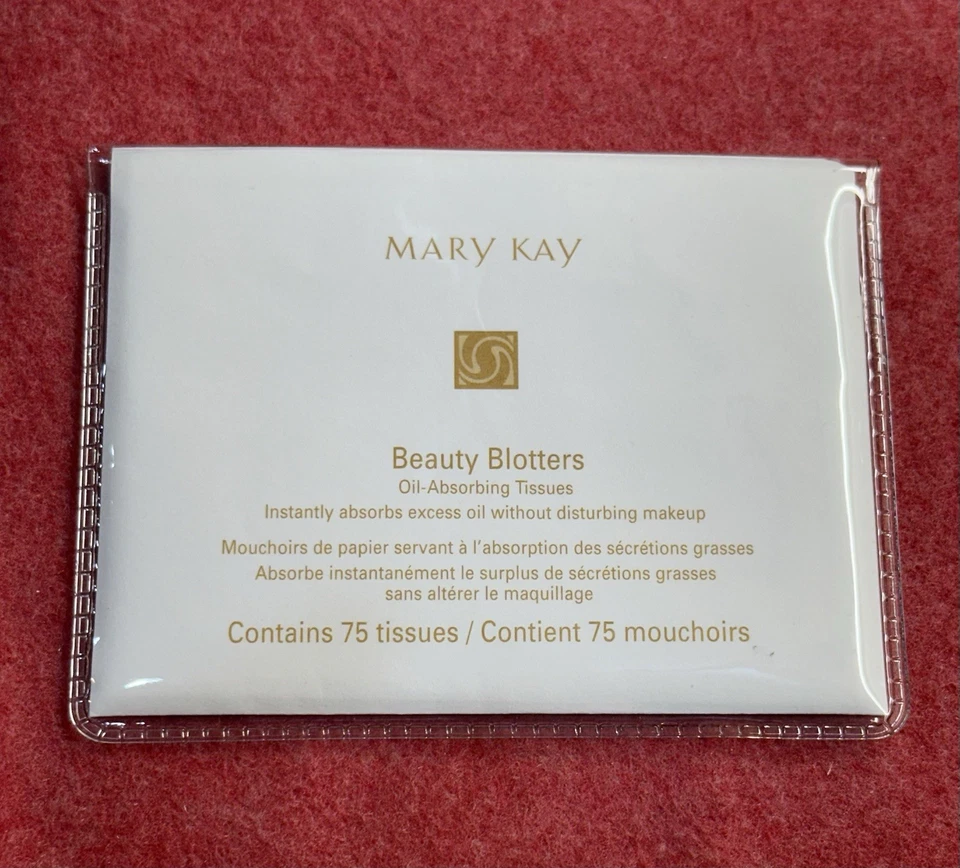 MARY KAY
Beauty Blotters
Oil-Absorbing Tissues
Instantly absorbs excess oil without disturbing makeup
Mouchoirs de papier servant à l'absorption des sécrétions grasses
Absorbe instantanément le surplus de sécrétions grasses
sans altérer le maquillage
Contains 75 tissues / Contient 75 mouchoirs